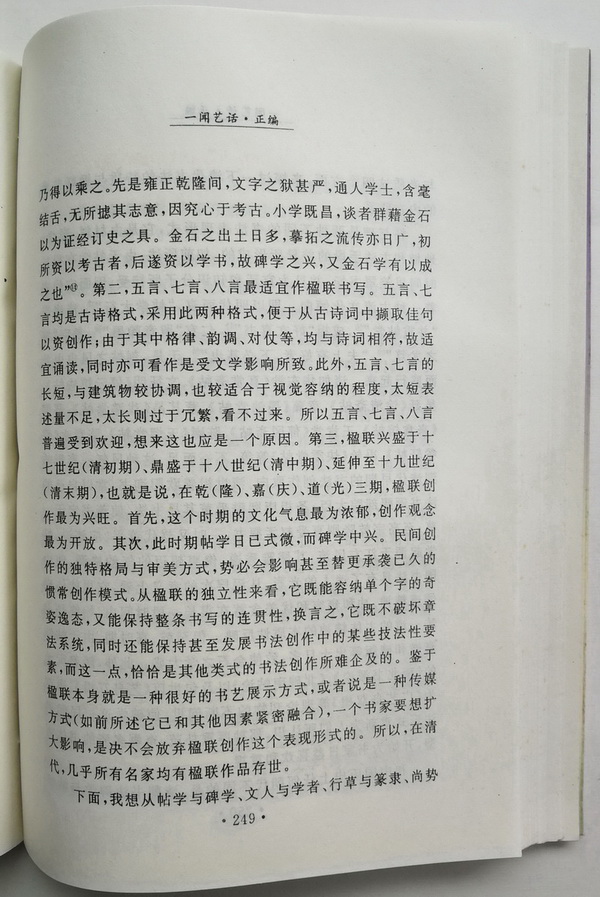 一闻艺话·正编
乃得以乘之。先是雍正乾隆间，文字之狱甚严，通人学士，含毫
结舌，无所摅其志意，因究心于考古。小学既昌，谈者群藉金石
以为证经订史之具。金石之出土日多，摹拓之流传亦日广，初
所资以考古者，后遂资以学书，故碑学之兴，又金石学有以成
之也”⑬。第二，五言、七言、八言最适宜作楹联书写。五言、七
言均是古诗格式，采用此两种格式，便于从古诗词中撷取佳句
以资创作；由于其中格律、韵调、对仗等，均与诗词相符，故适
宜诵读，同时亦可看作是受文学影响所致。此外，五言、七言的
长短，与建筑物较协调，也较适合于视觉容纳的程度，太短表
述量不足，太长则过于冗繁，看不过来。所以五言、七言、八言
普遍受到欢迎，想来这也应是一个原因。第三，楹联兴盛于十
七世纪(清初期)、鼎盛于十八世纪(清中期)、延伸至十九世纪
(清末期)，也就是说，在乾(隆)、嘉(庆)、道(光)三期，楹联创
作最为兴旺。首先，这个时期的文化气息最为浓郁，创作观念
最为开放。其次，此时期帖学日已式微，而碑学中兴。民间创
作的独特格局与审美方式，势必会影响甚至替更承袭已久的
惯常创作模式。从楹联的独立性来看，它既能容纳单个字的奇
姿逸态，又能保持整条书写的连贯性，换言之，它既不破坏章
法系统，同时还能保持甚至发展书法创作中的某些技法性要
素，而这一点，恰恰是其他类式的书法创作所难企及的。鉴于
楹联本身就是一种很好的书艺展示方式，或者说是一种传媒
方式(如前所述它已和其他因素紧密融合)，一个书家要想扩
大影响，是决不会放弃楹联创作这个表现形式的。所以，在清
代，几乎所有名家均有楹联作品存世。
下面，我想从帖学与碑学、文人与学者、行草与篆隶、尚势
·249·